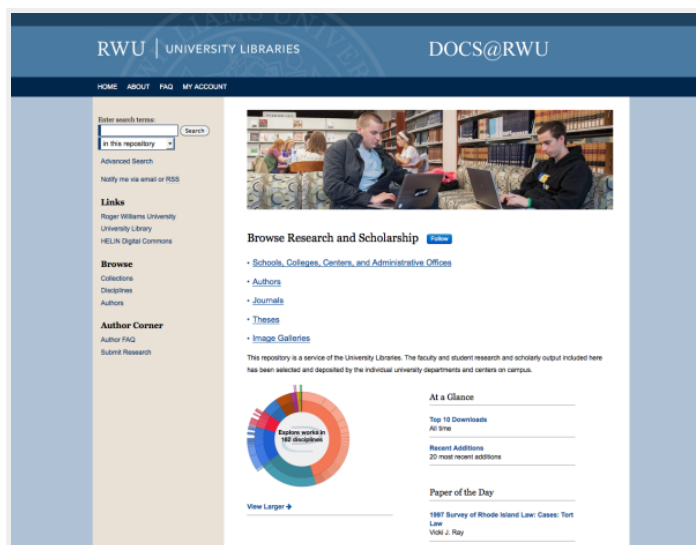 RWU | UNIVERSITY LIBRARIES
DOCS@RWU
HOME ABOUT FAQ MY ACCOUNT
Enter search terms:
Search
in this repository
Advanced Search
Notify me via email or RSS
Links
Roger Williams University
University Library
HELIN Digital Commons
Browse
Collections
Disciplines
Authors
Author Corner
Author FAQ
Submit Research
Browse Research and Scholarship Follow
Schools, Colleges, Centers, and Administrative Offices
Authors
Journals
Theses
Image Galleries
This repository is a service of the University Libraries. The faculty and student research and scholarly output included here
has been selected and deposited by the individual university departments and centers on campus.
Explore works in
162 disciplines
View Larger
At a Glance
Top 10 Downloads
All time
Recent Additions
20 most recent additions
Paper of the Day
1997 Survey of Rhode Island Law: Cases: Tort
Law
Vicki J. Ray